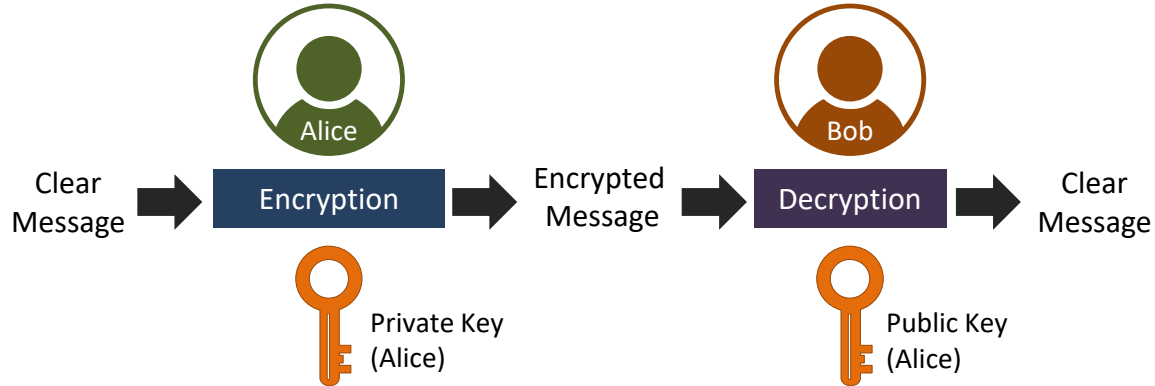 Alice
Bob
Clear
Message
Encryption
Encrypted
Message
Decryption
Clear
Message
Private Key
(Alice)
Public Key
(Alice)